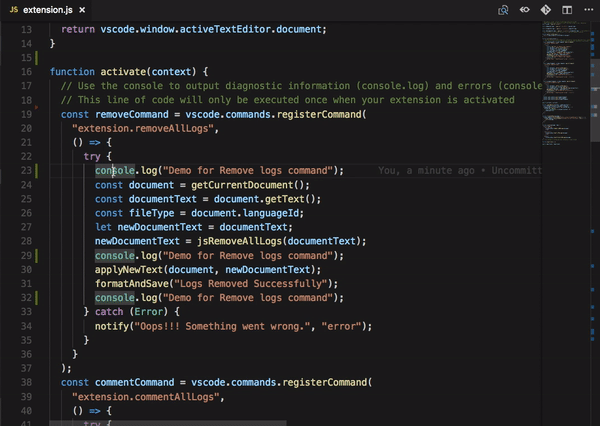 JS extension.js ×
13 return vscode.window.activeTextEditor.document;
14 }
15
16 function activate(context) {
17 // Use the console to output diagnostic information (console.log) and errors (console
18 // This line of code will only be executed once when your extension is activated
19 const removeCommand = vscode.commands.registerCommand(
20 "extension.removeAllLogs",
21 () => {
22 try {
23 console.log("Demo for Remove logs command"); You, a minute ago • Uncommitt
24 const document = getCurrentDocument();
25 const documentText = document.getText();
26 const fileType = document.languageId;
27 let newDocumentText = documentText;
28 newDocumentText = jsRemoveAllLogs(documentText);
29 console.log("Demo for Remove logs command");
30 applyNewText(document, newDocumentText);
31 formatAndSave("Logs Removed Successfully");
32 console.log("Demo for Remove logs command");
33 } catch (Error) {
34 notify("Oops!!! Something went wrong.", "error");
35 }
36 }
37 );
38 const commentCommand = vscode.commands.registerCommand(
39 "extension.commentAllLogs",
40 () => {
41 try {